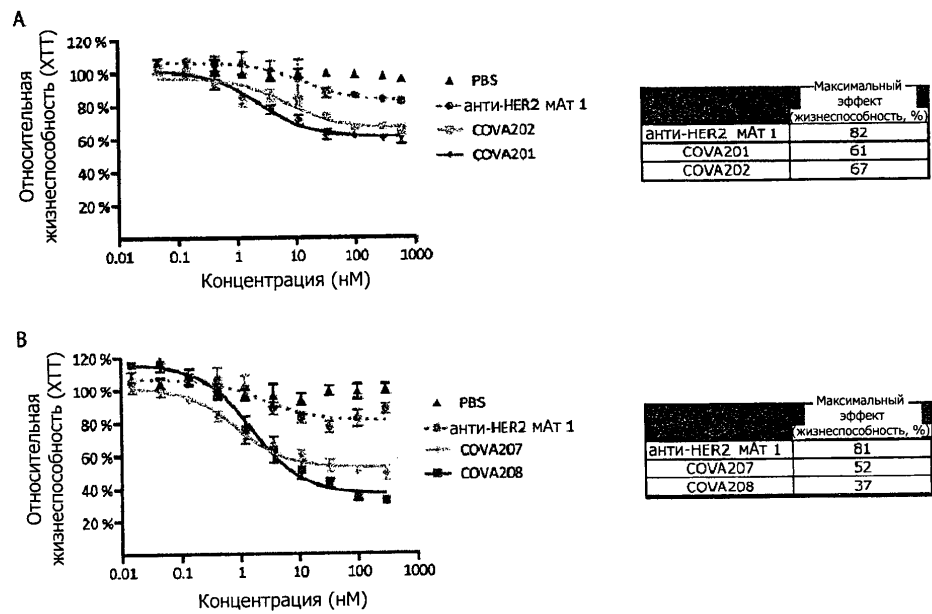 A
Относительная
жизнеспособность (XTT)
120 %
100 %
80 %
60 %
40 %
20 %
0.01 0.1 1 10 100 1000
Концентрация (нМ)
PBS
анти-HER2 мАт 1
COVA202
COVA201
Максимальный
эффект
(жизнеспособность, %)
анти-HER2 мАт 1 82
COVA201 61
COVA202 67
B
Относительная
жизнеспособность (XTT)
120 %
100 %
80 %
60 %
40 %
20 %
0.01 0.1 1 10 100 1000
Концентрация (нМ)
PBS
анти-HER2 мАт 1
COVA207
COVA208
Максимальный
эффект
(жизнеспособность, %)
анти-HER2 мАт 1 81
COVA207 52
COVA208 37